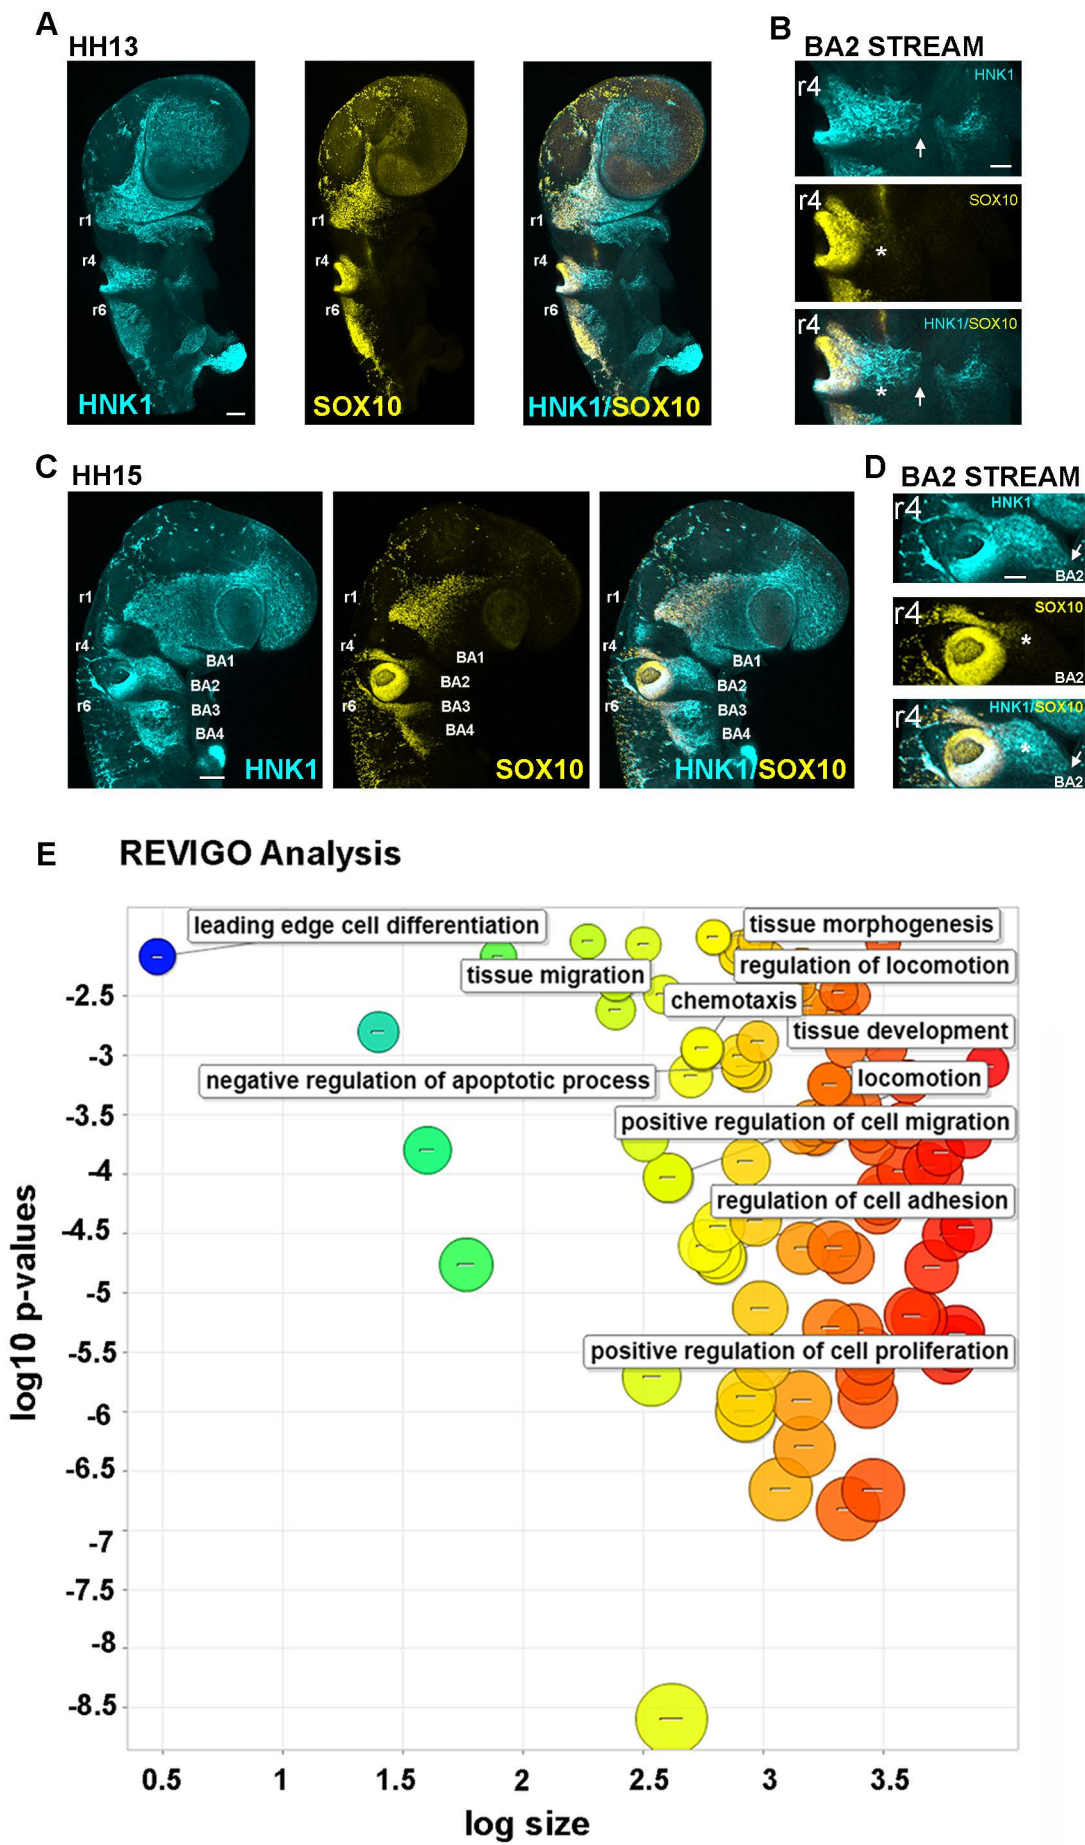 A
HH13
r1
r4
r6
HNK1
r1
r4
r6
SOX10
r1
r4
r6
HNK1/SOX10
B
BA2 STREAM
r4
HNK1
r4
SOX10
*
r4
HNK1/SOX10
*
C
HH15
r1
r4
r6
BA1
BA2
BA3
BA4
HNK1
r1
r4
r6
BA1
BA2
BA3
BA4
SOX10
r1
r4
r6
BA1
BA2
BA3
BA4
HNK1/SOX10
D
BA2 STREAM
r4
HNK1
BA2
r4
SOX10
*
BA2
r4
HNK1/SOX10
*
BA2
E
REVIGO Analysis
leading edge cell differentiation
tissue morphogenesis
tissue migration
regulation of locomotion
chemotaxis
tissue development
negative regulation of apoptotic process
locomotion
positive regulation of cell migration
regulation of cell adhesion
positive regulation of cell proliferation
log10 p-values
-2.5
-3
-3.5
-4
-4.5
-5
-5.5
-6
-6.5
-7
-7.5
-8
-8.5
0.5 1 1.5 2 2.5 3 3.5
log size